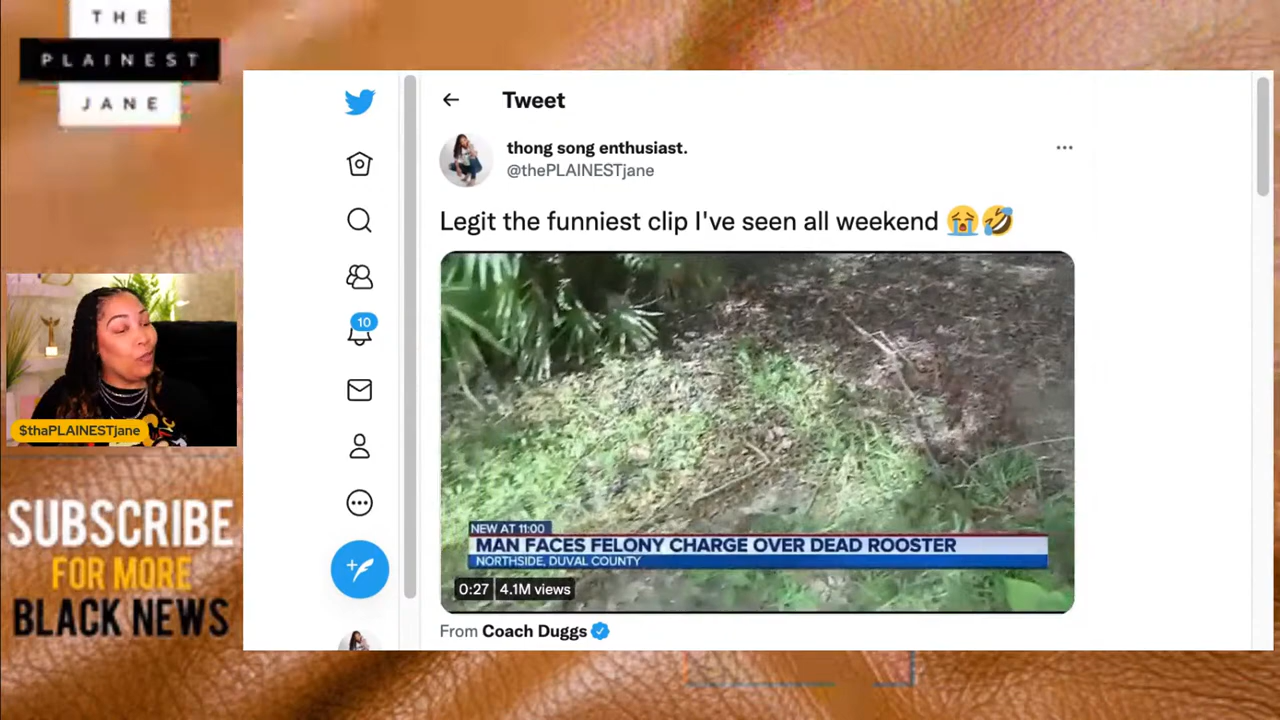 THE
PLAINEST
JANE
Tweet
thong song enthusiast.
@thePLAINESTjane
Legit the funniest clip I've seen all weekend 😭🤣
10
$thaPLAINESTjane
SUBSCRIBE
FOR MORE
BLACK NEWS
NEW AT 11:00
MAN FACES FELONY CHARGE OVER DEAD ROOSTER
NORTHSIDE, DUVAL COUNTY
0:27 4.1M views
From Coach Duggs